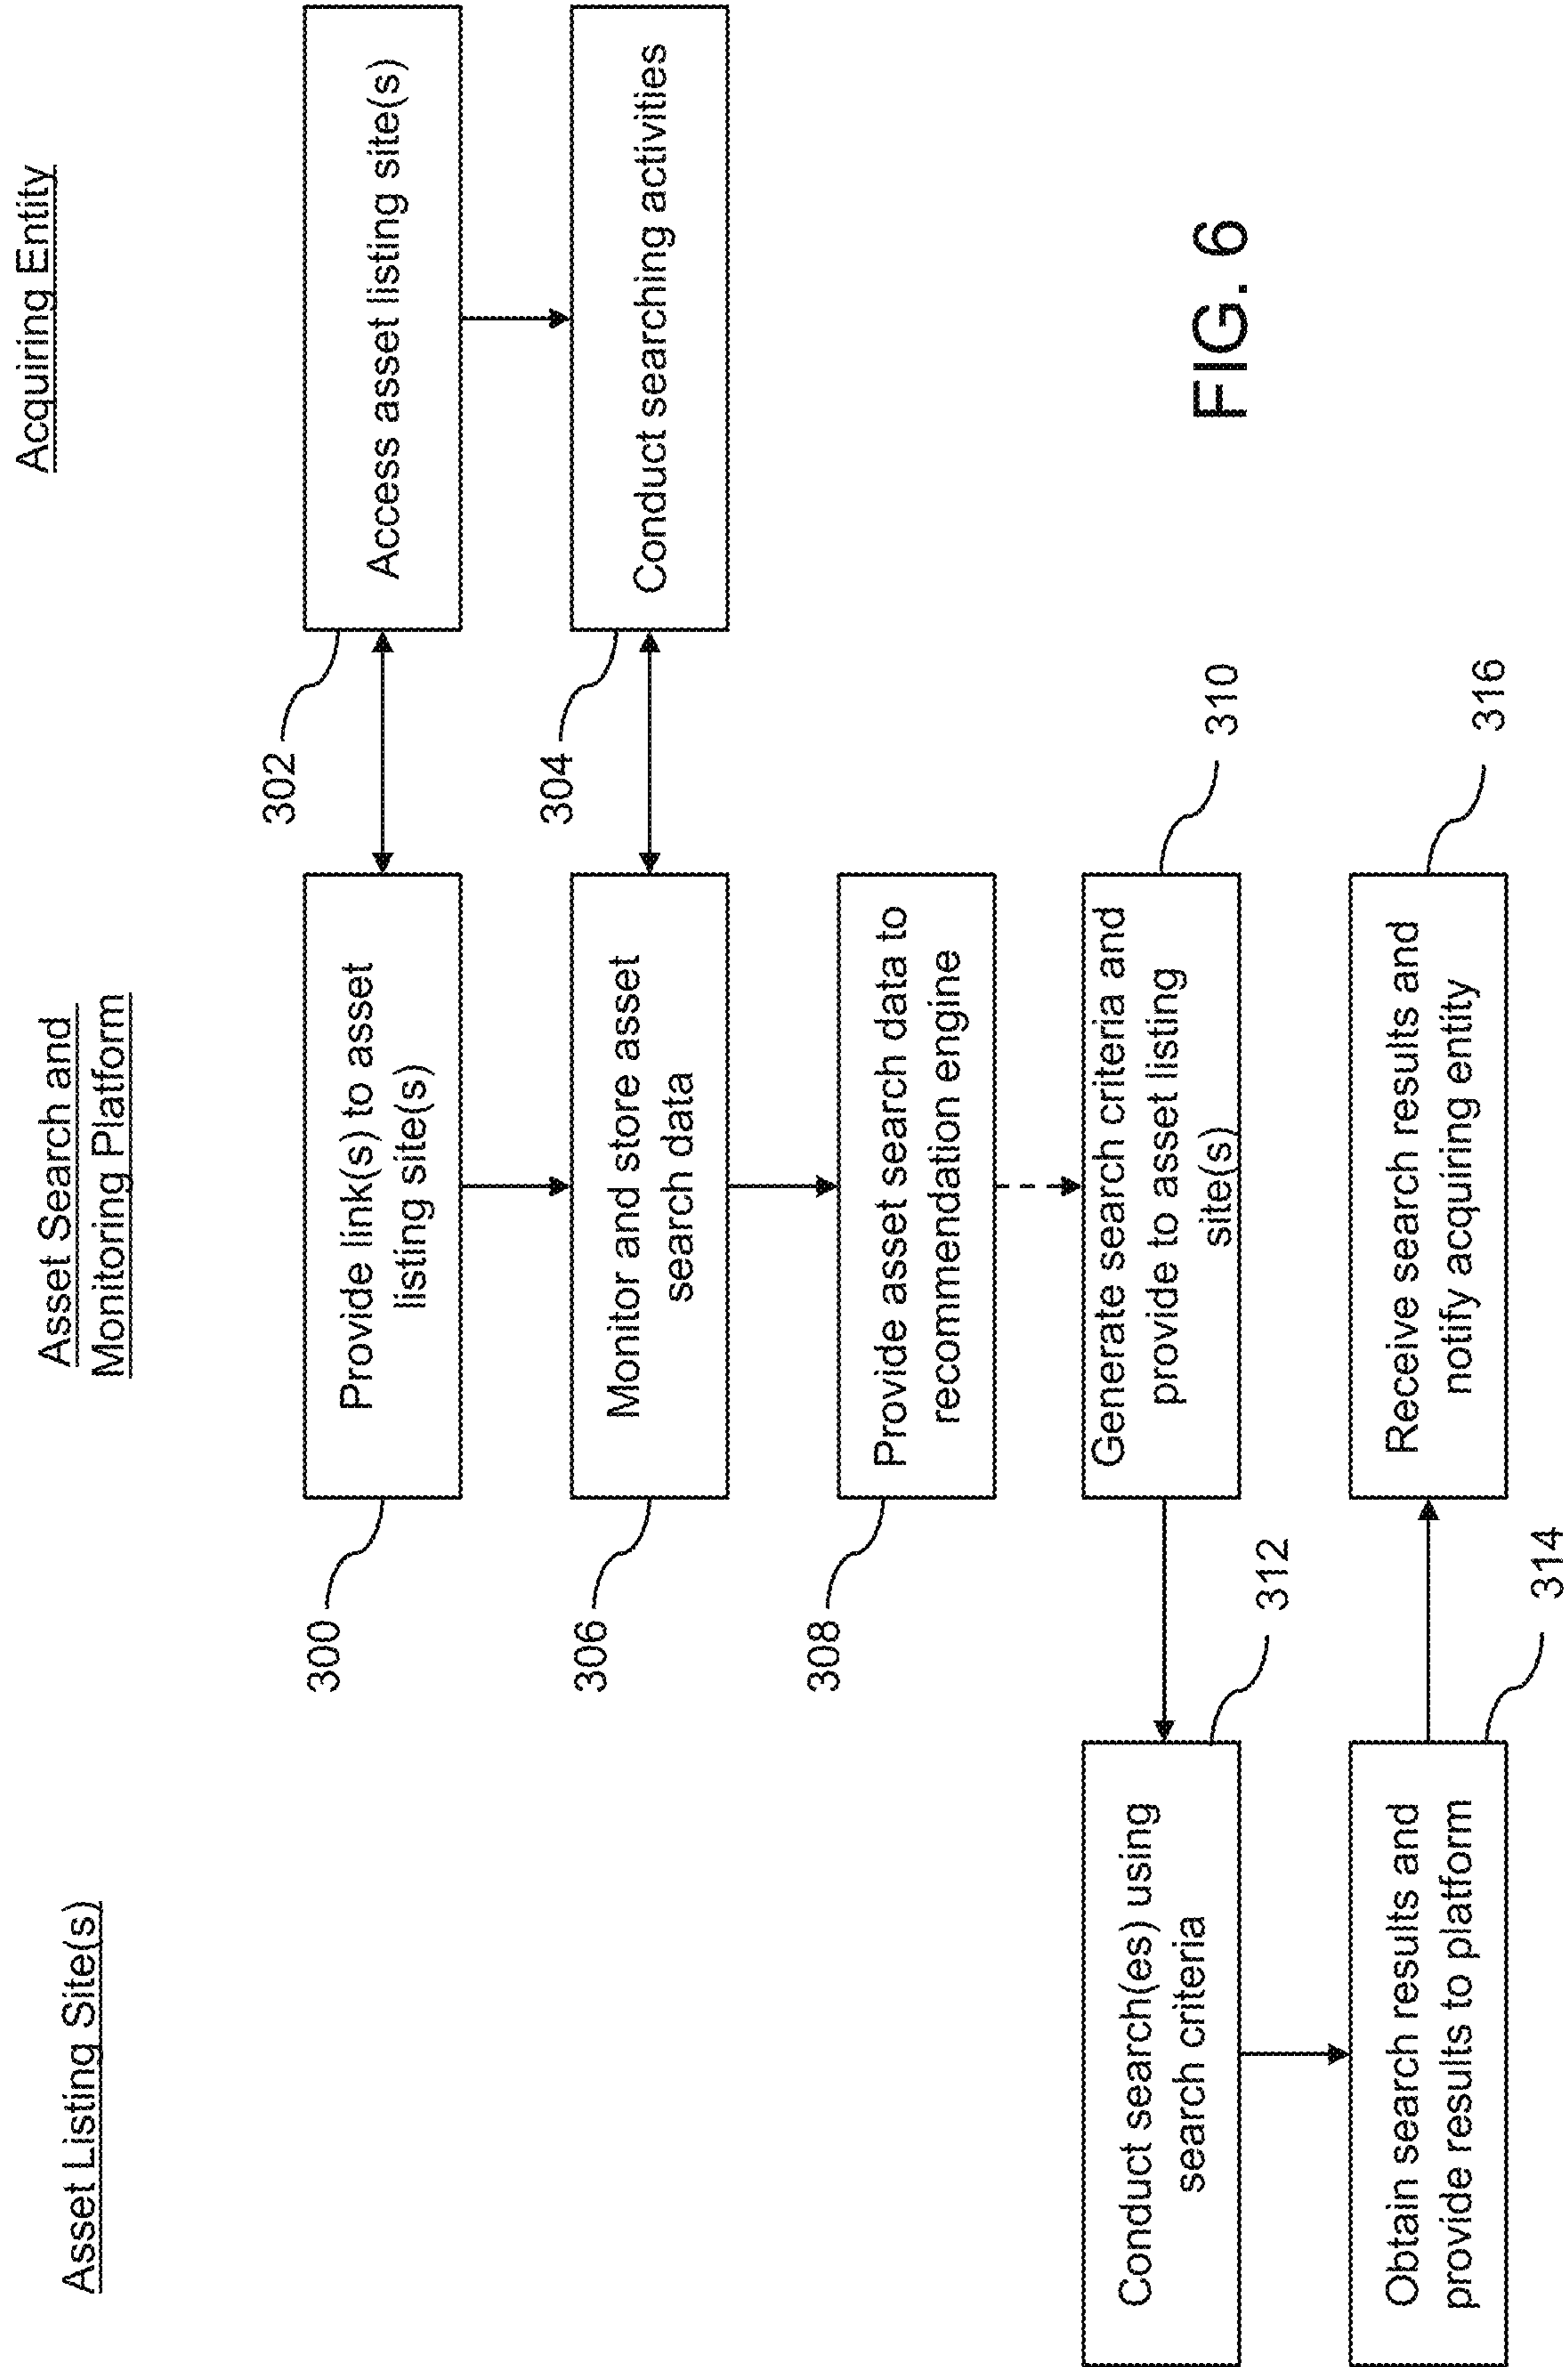 Asset Listing Site(s)
Asset Search and
Monitoring Platform
Acquiring Entity
300
Provide link(s) to asset
listing site(s)
302
Access asset listing site(s)
306
Monitor and store asset
search data
304
Conduct searching activities
308
Provide asset search data to
recommendation engine
Conduct search(es) using
search criteria
312
Generate search criteria and
provide to asset listing
site(s)
310
Obtain search results and
provide results to platform
314
Receive search results and
notify acquiring entity
316
FIG. 6